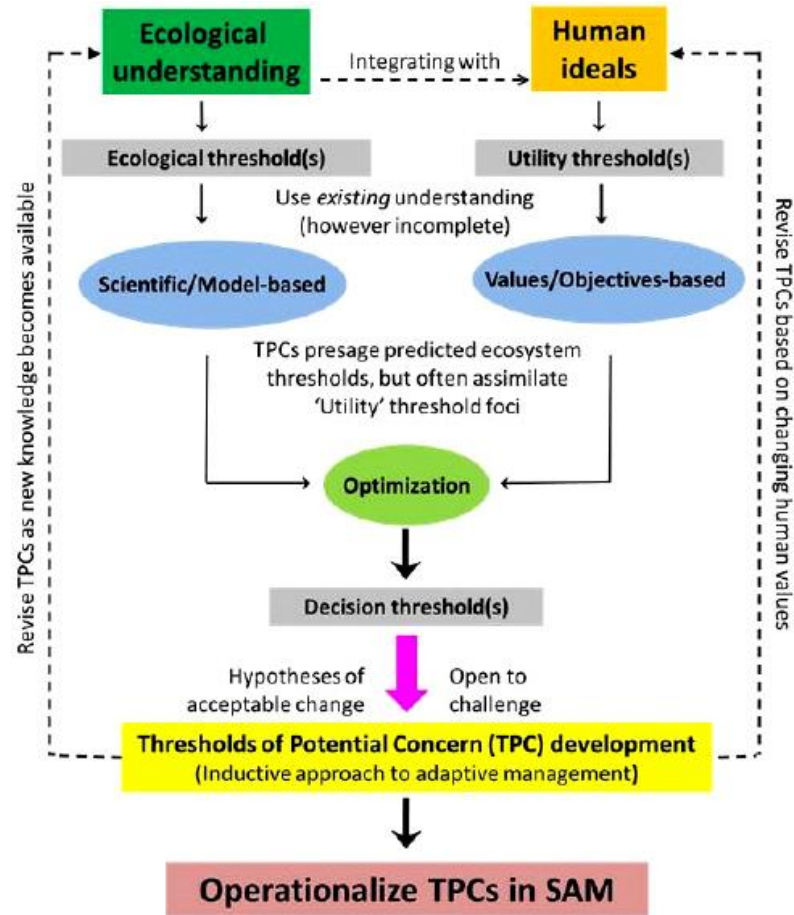 Ecological
understanding
Integrating with
Human
ideals
Ecological threshold(s)
Utility threshold(s)
Use existing understanding
(however incomplete)
Scientific/Model-based
Values/Objectives-based
TPCs presage predicted ecosystem
thresholds, but often assimilate
‘Utility’ threshold foci
Optimization
Decision threshold(s)
Hypotheses of
acceptable change
Open to
challenge
Thresholds of Potential Concern (TPC) development
(Inductive approach to adaptive management)
Operationalize TPCs in SAM
Revise TPCs as new knowledge becomes available
Revise TPCs based on changing human values